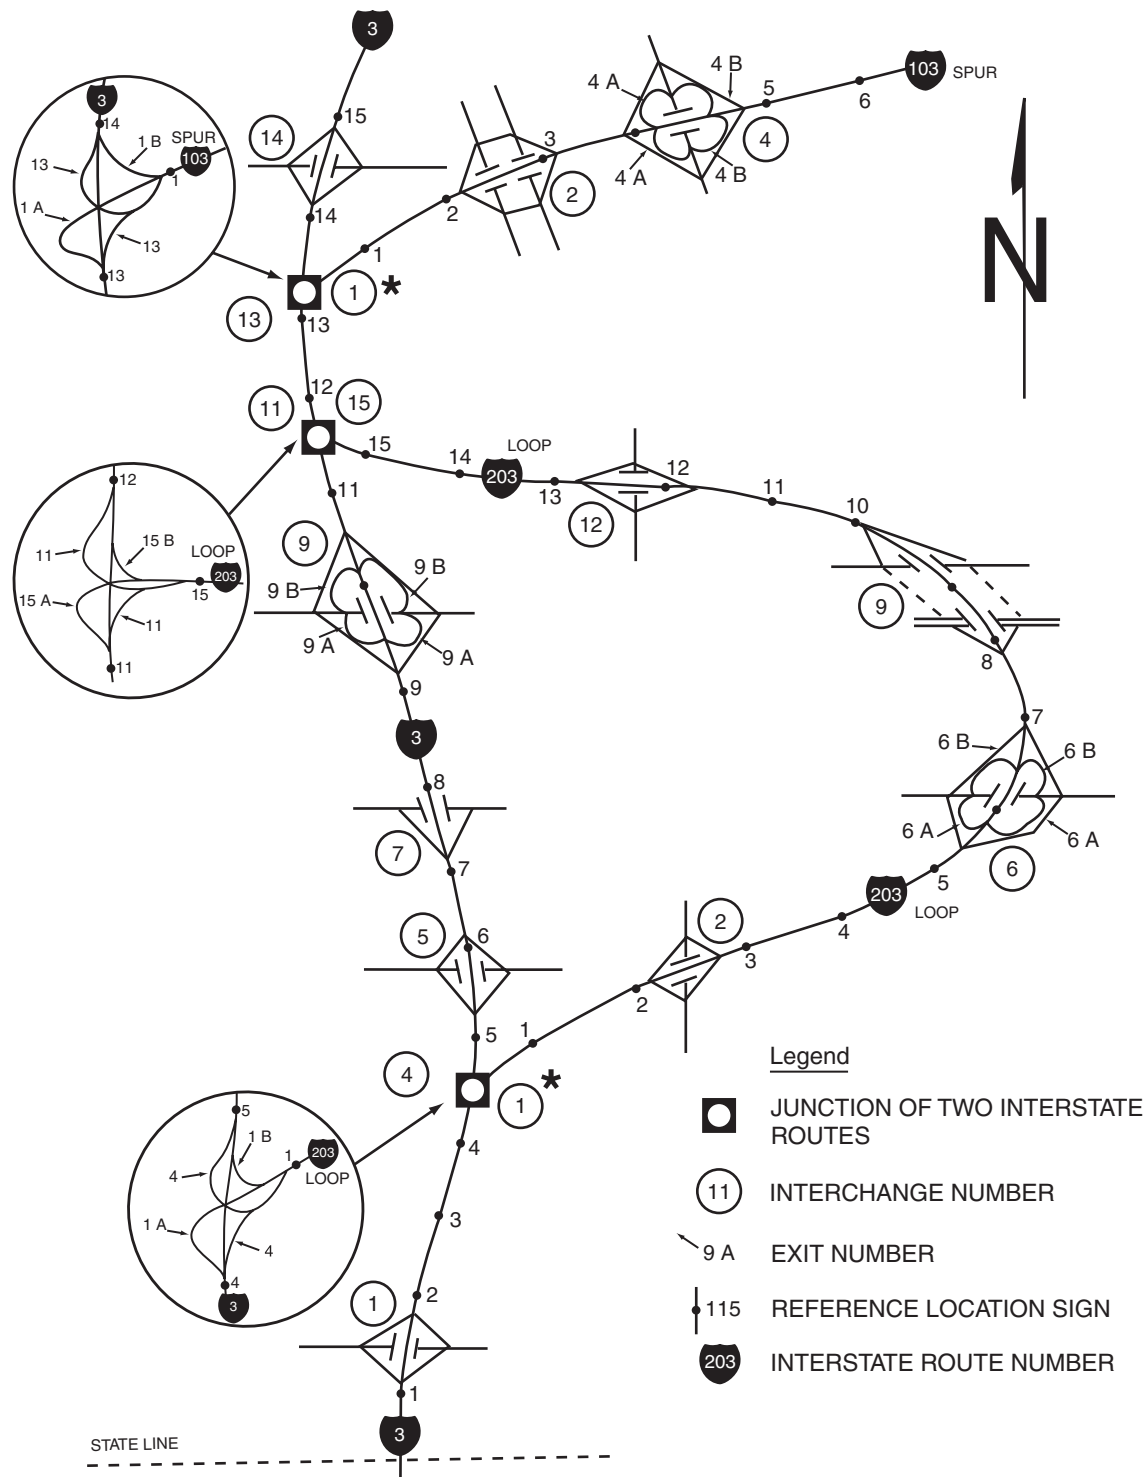 3
103 SPUR
4 B
4 A
5
6
4
4 A
4 B
3
2
2
1
15
14
14
3
14
1 B
SPUR
103
13
1
1 A
13
13
N
1 *
13
13
12
11
15
15
14
LOOP
203
13
12
12
11
10
11
12
11
15 B
LOOP
203
15
15 A
11
11
9
9 B
9 B
9 A
9 A
9
9
8
7
6 B
6 B
6 A
6 A
6
3
8
7
7
5
203
LOOP
4
2
3
2
1
5
6
5
4
1 *
4
3
2
1
1
5
1 B
1
203
LOOP
4
1 A
4
4
3
3
STATE LINE
Legend
JUNCTION OF TWO INTERSTATE
ROUTES
11 INTERCHANGE NUMBER
9 A EXIT NUMBER
115 REFERENCE LOCATION SIGN
203 INTERSTATE ROUTE NUMBER